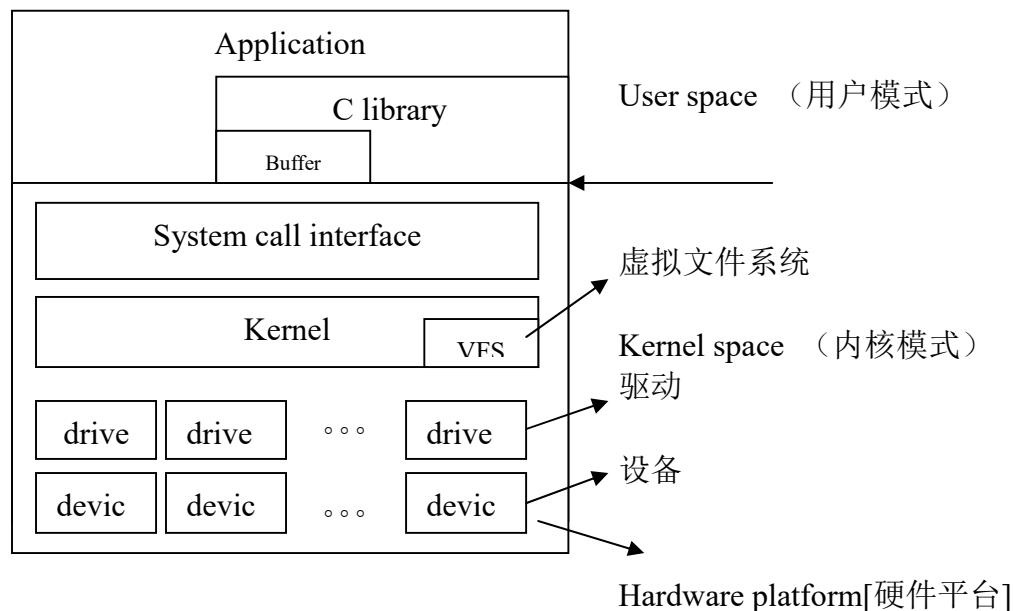 Application
C library
User space （用户模式）
Buffer
System call interface
虚拟文件系统
Kernel
VFS
Kernel space （内核模式）
驱动
drive drive 。。。 drive
设备
devic devic 。。。 devic
Hardware platform[硬件平台]